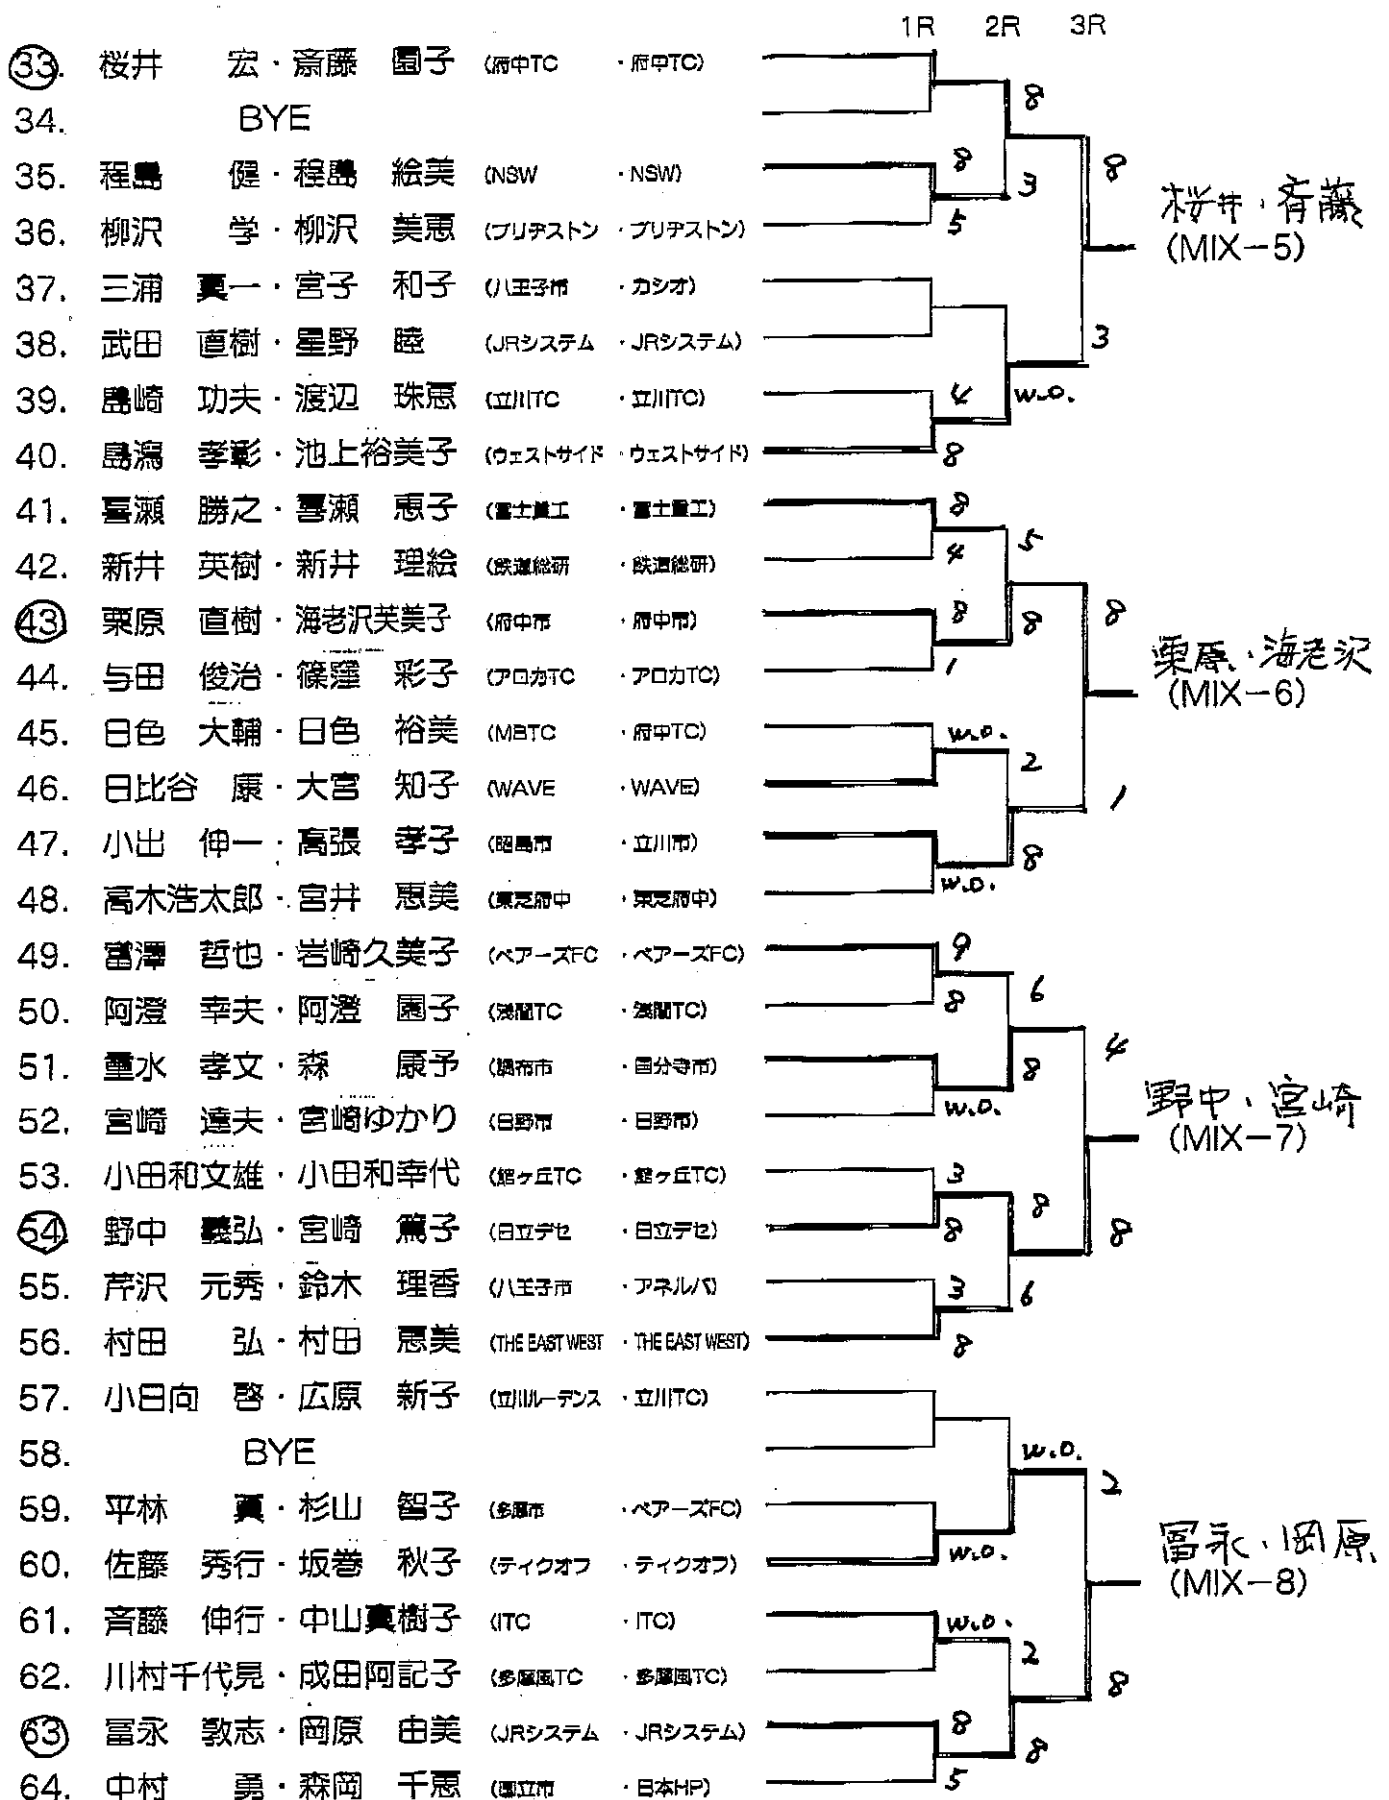 1R 2R 3R
33. 桜井 宏・斎藤 園子 (府中TC ・府中TC)
34. BYE
8
35. 程島 健・程島 絵美 (NSW ・NSW)
8 3 8
桜井・斉藤
36. 柳沢 学・柳沢 美恵 (ブリヂストン ・ブリヂストン)
5
(MIX-5)
37. 三浦 真一・宮子 和子 (八王子市 ・カシオ)
38. 武田 直樹・星野 睦 (JRシステム ・JRシステム)
3
39. 島崎 功夫・渡辺 珠恵 (立川TC ・立川TC)
4 w.o.
40. 島潟 孝彰・池上裕美子 (ウェストサイド ・ウェストサイド)
8
41. 喜瀬 勝之・喜瀬 恵子 (富士重工 ・富士重工)
8 5
42. 新井 英樹・新井 理絵 (鉄道総研 ・鉄道総研)
4
43. 栗原 直樹・海老沢芙美子 (府中市 ・府中市)
8 8 8
栗原・海老沢
44. 与田 俊治・篠窪 彩子 (アロカTC ・アロカTC)
1
(MIX-6)
45. 日色 大輔・日色 裕美 (MBTC ・府中TC)
w.o. 2
46. 日比谷 康・大宮 知子 (WAVE ・WAVE)
1
47. 小出 伸一・高張 孝子 (昭島市 ・立川市)
8
48. 高木浩太郎・宮井 恵美 (東芝府中 ・東芝府中)
w.o.
49. 富澤 哲也・岩崎久美子 (ベアーズFC ・ベアーズFC)
9 6
50. 阿澄 幸夫・阿澄 園子 (浅間TC ・浅間TC)
8
51. 重水 孝文・森 康予 (調布市 ・国分寺市)
8 4
野中・宮崎
52. 宮崎 達夫・宮崎ゆかり (日野市 ・日野市)
w.o.
(MIX-7)
53. 小田和文雄・小田和幸代 (館ヶ丘TC ・館ヶ丘TC)
3
54. 野中 義弘・宮崎 篤子 (日立デセ ・日立デセ)
8 8 8
55. 芹沢 元秀・鈴木 理香 (八王子市 ・アネルバ)
3 6
56. 村田 弘・村田 恵美 (THE EAST WEST ・THE EAST WEST)
8
57. 小日向 啓・広原 新子 (立川ルーデンス ・立川TC)
58. BYE
w.o. 2
59. 平林 真・杉山 智子 (多摩市 ・ベアーズFC)
60. 佐藤 秀行・坂巻 秋子 (ティクオフ ・ティクオフ)
w.o.
冨永・岡原
(MIX-8)
61. 斉藤 伸行・中山真樹子 (ITC ・ITC)
w.o. 2
62. 川村千代見・成田阿記子 (多摩風TC ・多摩風TC)
8
63. 冨永 敦志・岡原 由美 (JRシステム ・JRシステム)
8 8
64. 中村 勇・森岡 千恵 (国立市 ・日本HP)
5